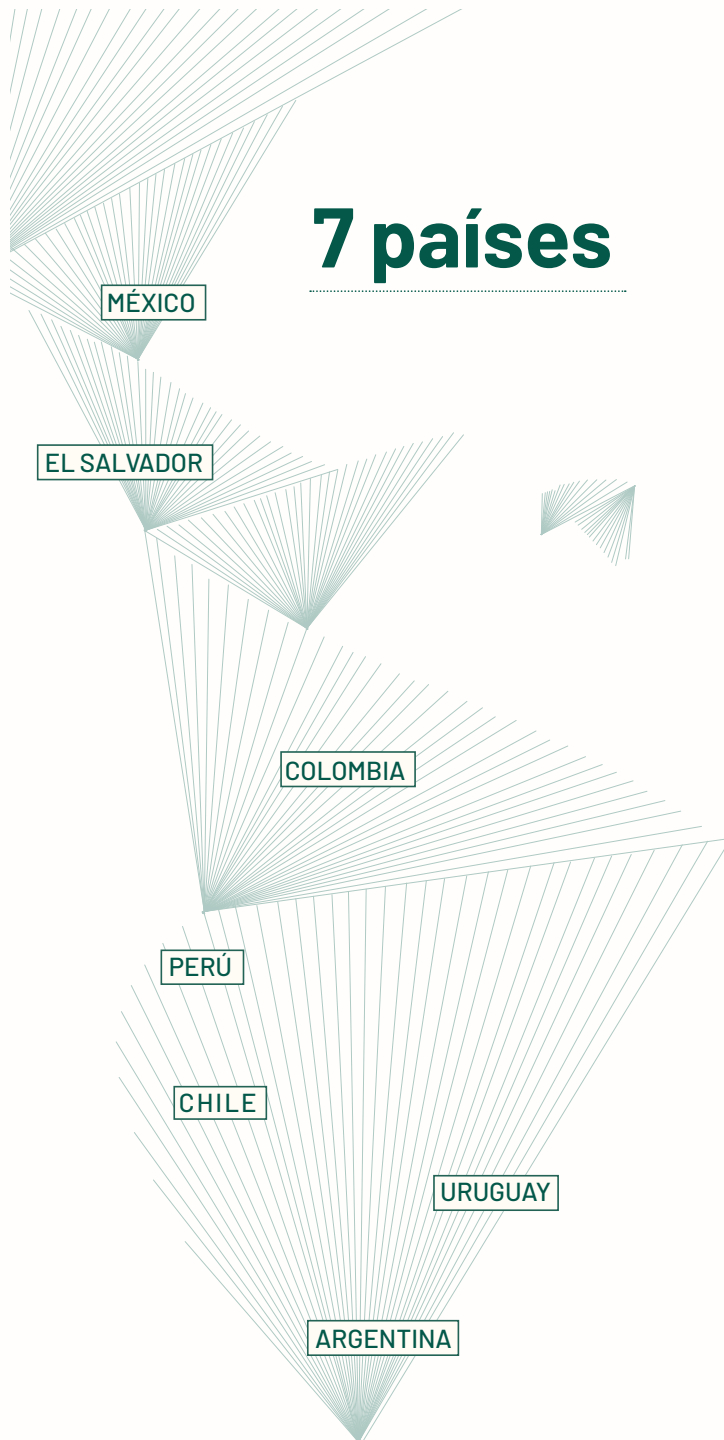 7 países
MÉXICO
EL SALVADOR
COLOMBIA
PERÚ
CHILE
URUGUAY
ARGENTINA